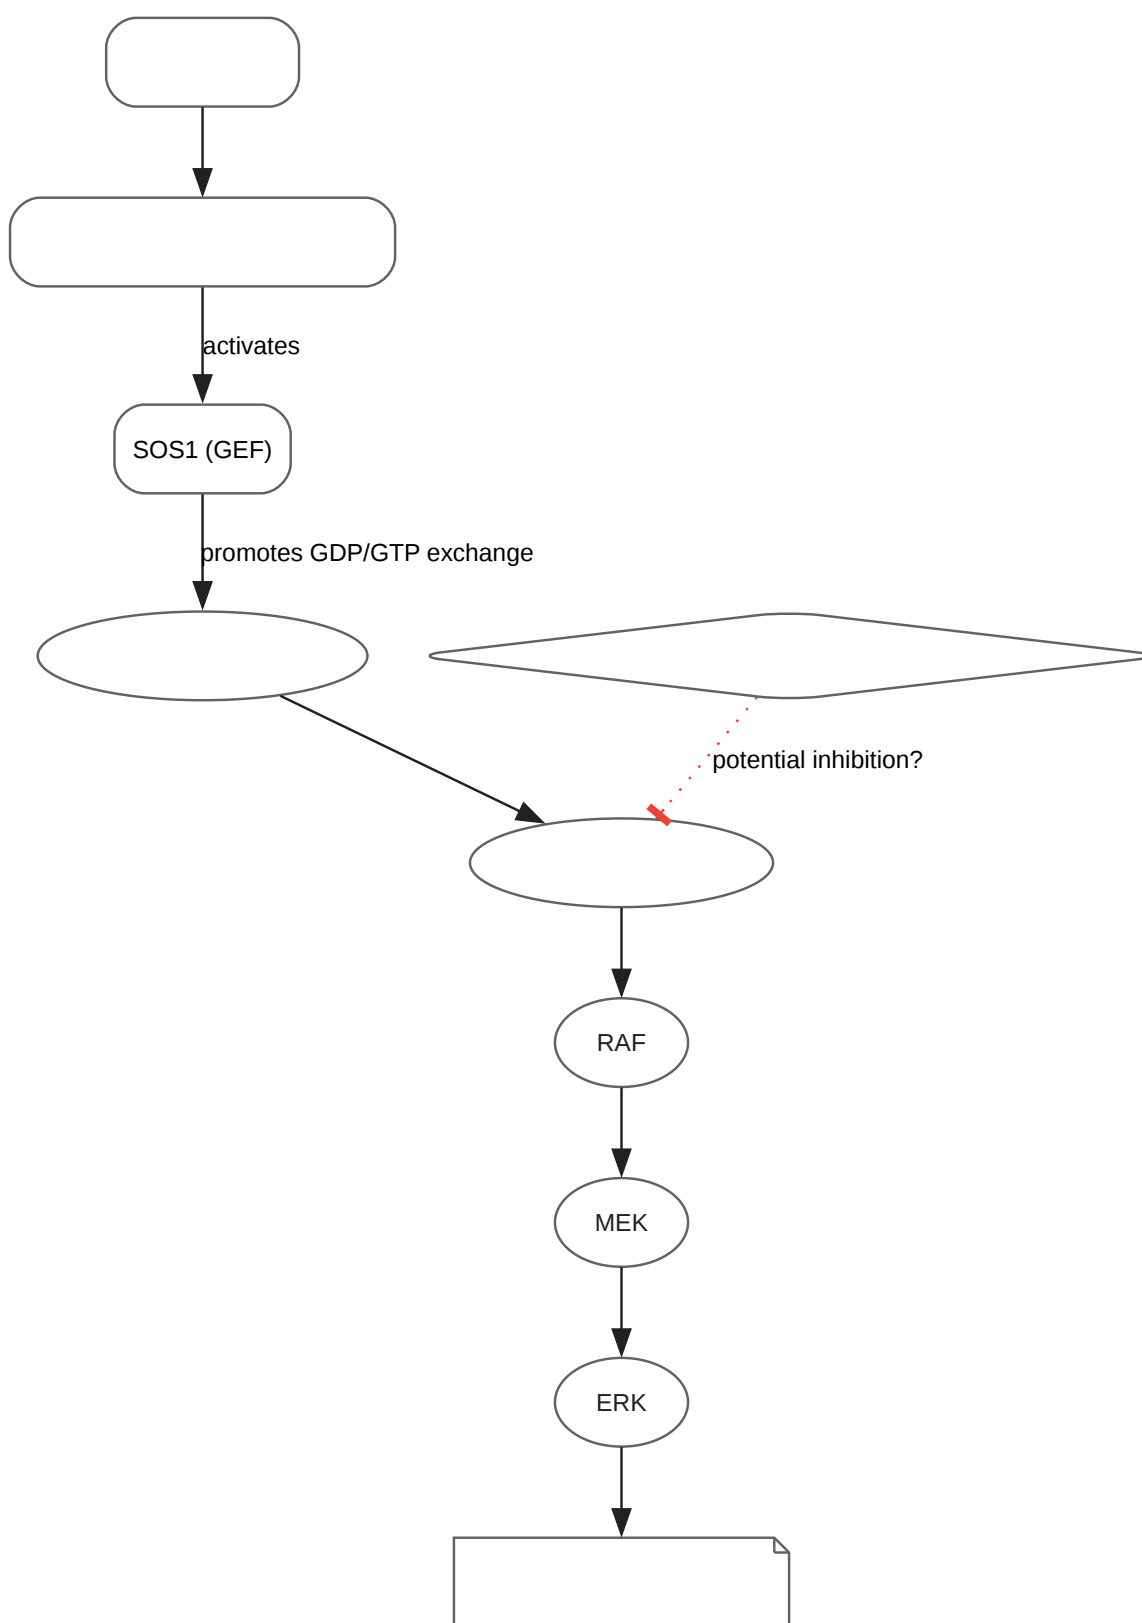 activates
SOS1 (GEF)
promotes GDP/GTP exchange
potential inhibition?
RAF
MEK
ERK